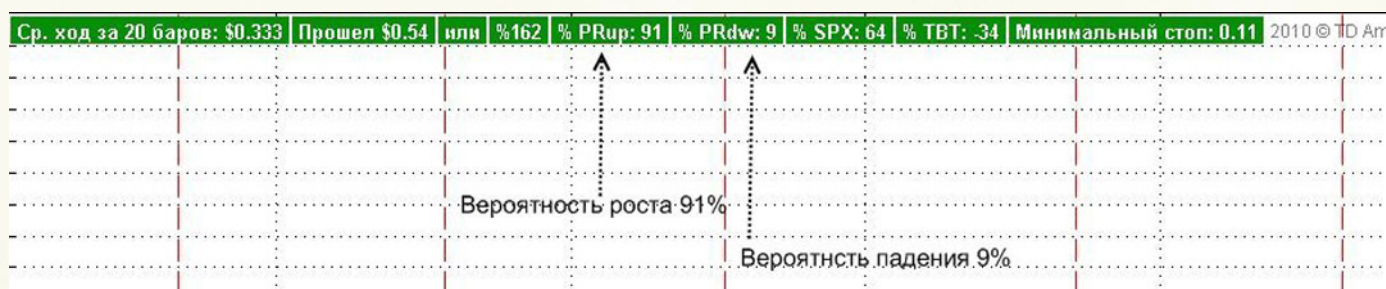 Ср. ход за 20 баров: $0.333 Прошел $0.54 или %162 % PRup: 91 % PRdw: 9 % SPX: 64 % TBT: -34 Минимальный стоп: 0.11 2010 © TD Am
Вероятность роста 91%
Вероятнсть падения 9%